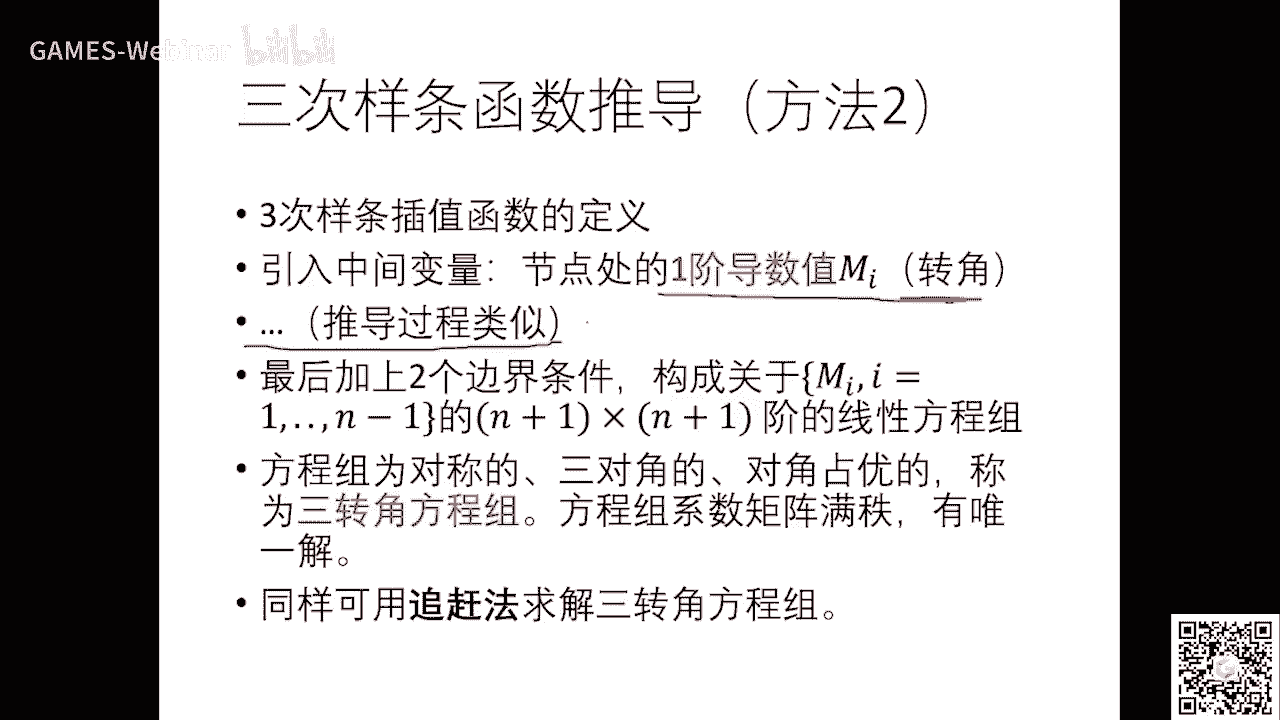 GAMES-Webinar bilibili
三次样条函数推导（方法2）
• 3次样条插值函数的定义
• 引入中间变量：节点处的1阶导数值𝑀ᵢ（转角）
• …（推导过程类似）
• 最后加上2个边界条件，构成关于{𝑀ᵢ, 𝑖 =
1, . . , 𝑛 − 1}的(𝑛 + 1) × (𝑛 + 1) 阶的线性方程组
• 方程组为对称的、三对角的、对角占优的，称
为三转角方程组。方程组系数矩阵满秩，有唯
一解。
• 同样可用追赶法求解三转角方程组。